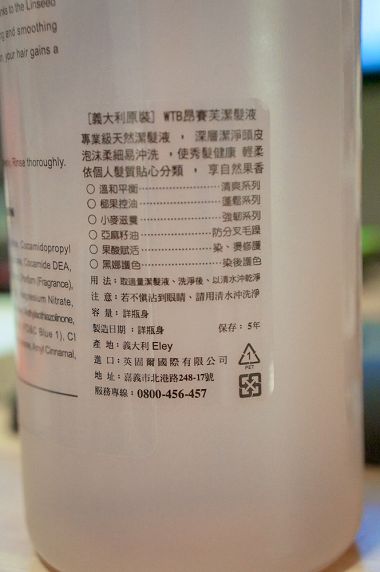 nks to the Linseed
ng and smoothing
n, your hair gains a
Rinse thoroughly.
Cocamidopropyl
Cocamide DEA,
(Fragrance),
Magnesium Nitrate,
Blue 1), CI
Amyl Cinnamal,
[義大利原裝] WTB昂賽芙潔髮液
專業級天然潔髮液，深層潔淨頭皮
泡沫柔細易沖洗，使秀髮健康 輕柔
依個人髮質貼心分類，享自然果香
○ 溫和平衡⋯⋯⋯⋯⋯⋯清爽系列
○ 椰果控油⋯⋯⋯⋯⋯⋯蓬鬆系列
○ 小麥滋養⋯⋯⋯⋯⋯⋯強韌系列
○ 亞麻籽油⋯⋯⋯⋯⋯防分叉毛躁
○ 果酸賦活⋯⋯⋯⋯⋯染、燙修護
○ 黑娜護色⋯⋯⋯⋯⋯⋯染後護色
用 法：取適量潔髮液、洗淨後、以清水沖乾淨
注 意：若不慎沾到眼睛、請用清水沖洗淨
容 量：詳瓶身
製造日期：詳瓶身 保存：5年
產 地：義大利 Eley
進 口：英固爾國際有限公司
地 址：嘉義市北港路248-17號
服務專線：0800-456-457
1
PET